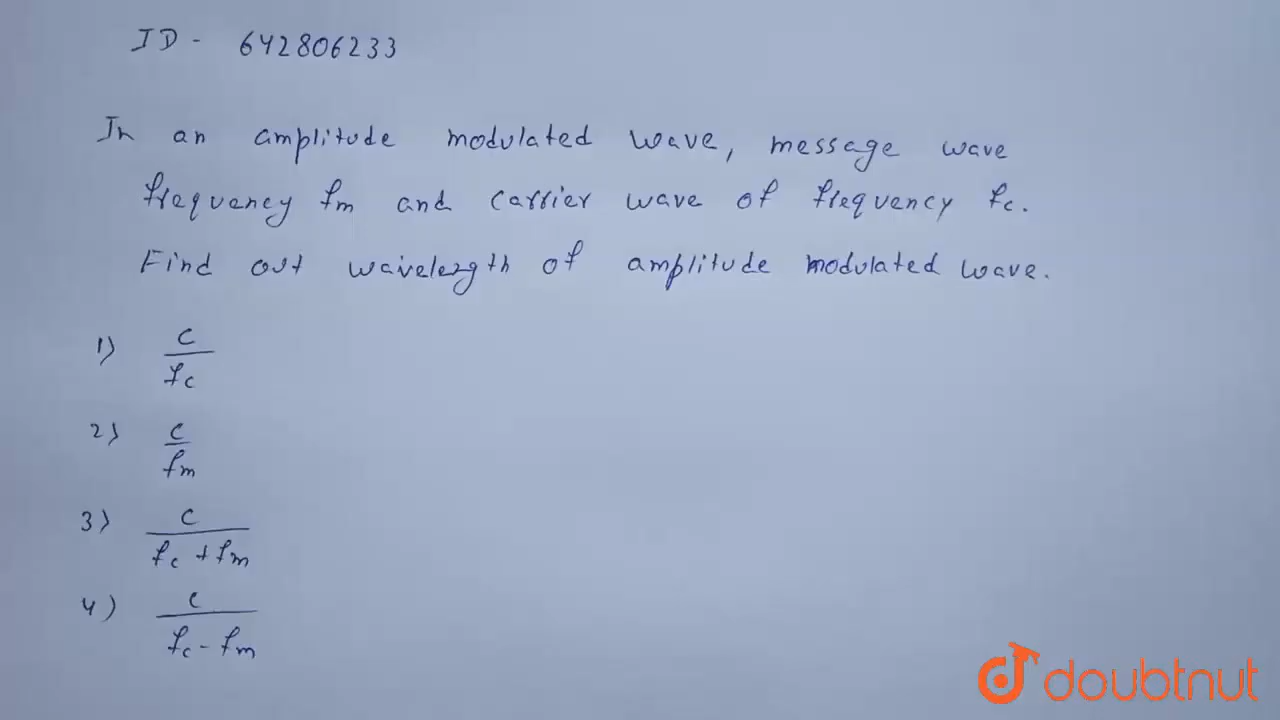 ID - 642806233
In an amplitude modulated wave, message wave
frequency fm and carrier wave of frequency fc.
Find out wavelength of amplitude modulated wave.
1) c/fc
2) c/fm
3) c/fc + fm
4) c/fc - fm
doubtnut